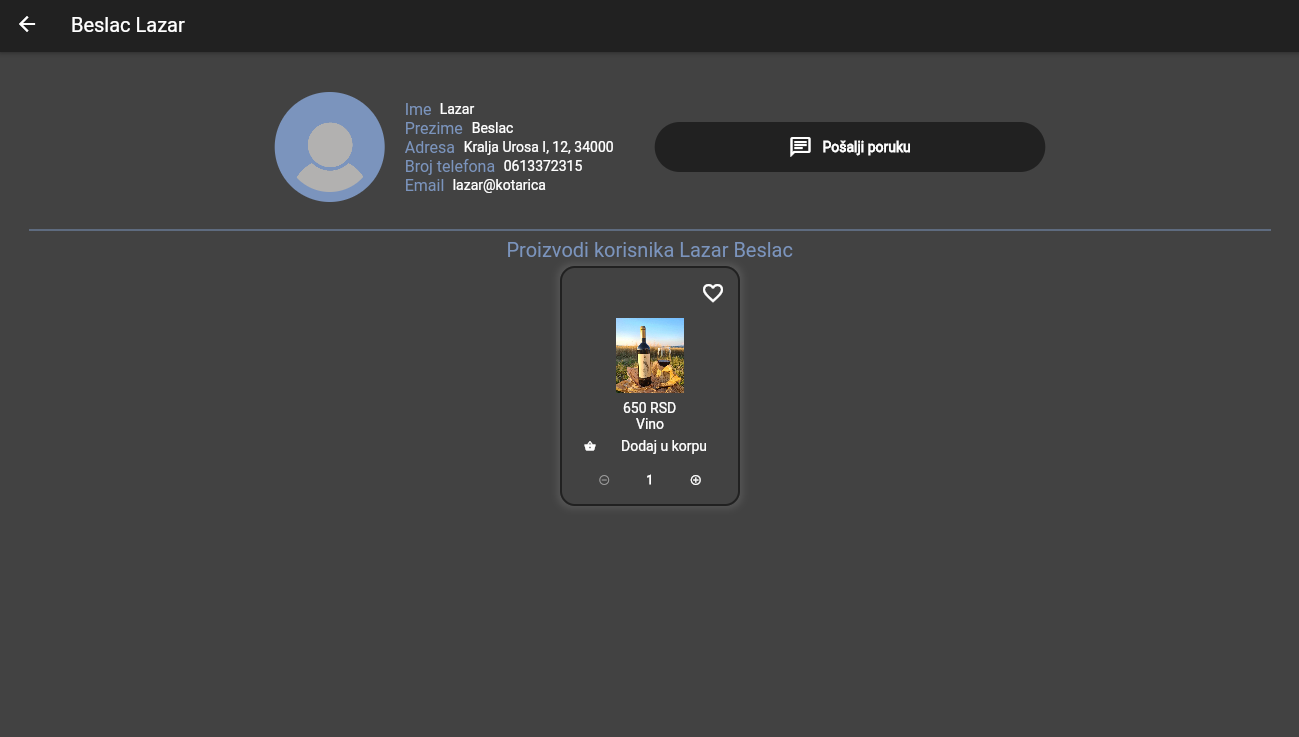 Beslac Lazar
Ime Lazar
Prezime Beslac
Adresa Kralja Urosa I, 12, 34000
Broj telefona 0613372315
Email lazar@kotarica
Pošalji poruku
Proizvodi korisnika Lazar Beslac
650 RSD
Vino
Dodaj u korpu
1